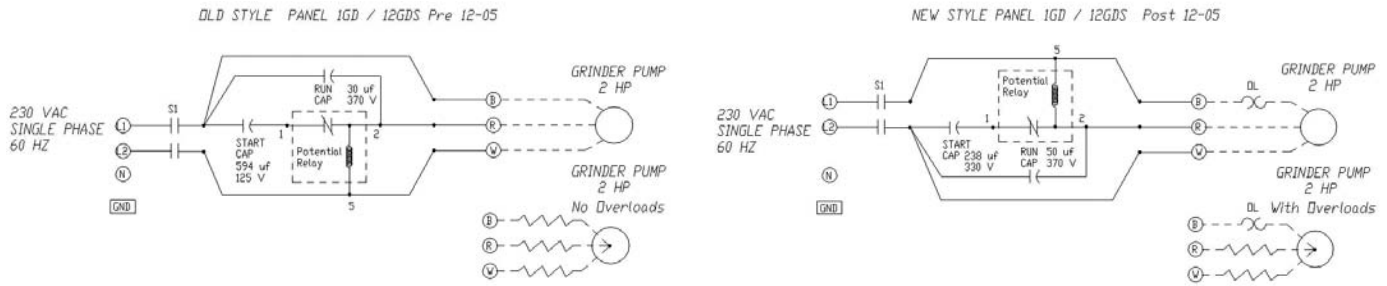 OLD STYLE PANEL 1GD / 12GDS Pre 12-05
230 VAC
SINGLE PHASE
60 HZ
L1
L2
N
GND
S1
RUN
CAP
30 uf
370 V
START
CAP
594 uf
125 V
1
2
Potential
Relay
5
B
R
W
GRINDER PUMP
2 HP
GRINDER PUMP
2 HP
No Overloads
B
R
W
NEW STYLE PANEL 1GD / 12GDS Post 12-05
230 VAC
SINGLE PHASE
60 HZ
L1
L2
N
GND
S1
5
Potential
Relay
1
2
START
CAP 238 uf
330 V
RUN
CAP
50 uf
370 V
B
R
W
OL
GRINDER PUMP
2 HP
GRINDER PUMP
2 HP
OL With Overloads
B
R
W